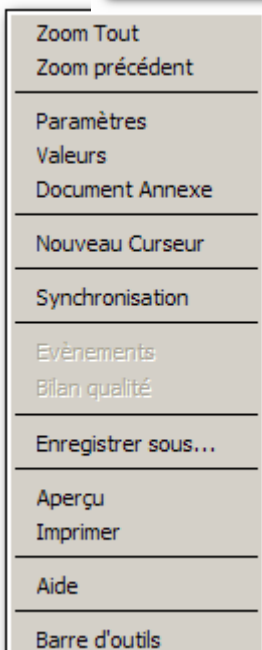 Zoom Tout
Zoom précédent
Paramètres
Valeurs
Document Annexe
Nouveau Curseur
Synchronisation
Evènements
Bilan qualité
Enregistrer sous...
Aperçu
Imprimer
Aide
Barre d'outils